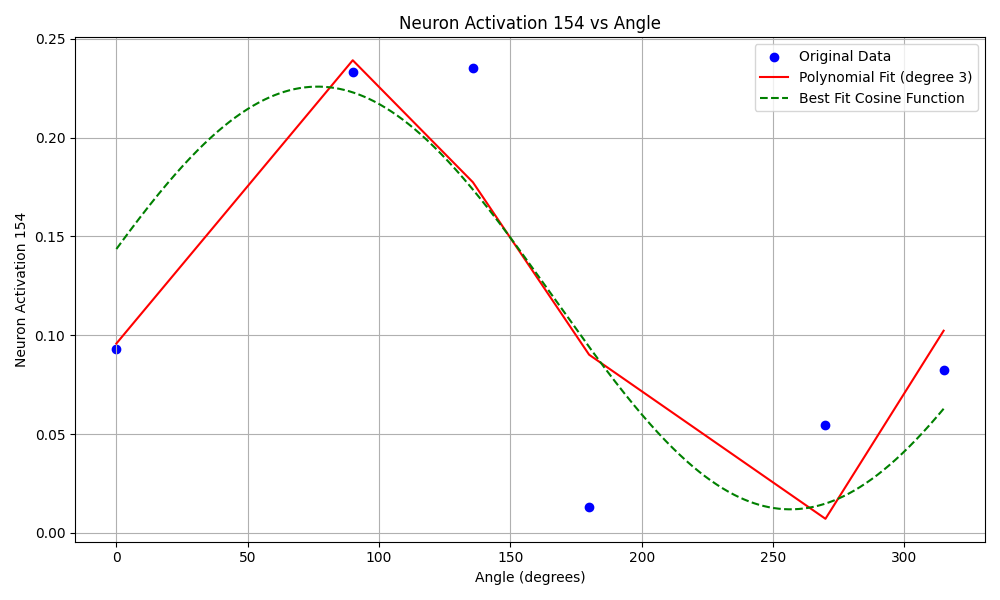 Neuron Activation 154 vs Angle
Original Data
Polynomial Fit (degree 3)
Best Fit Cosine Function
Neuron Activation 154
0.25
0.20
0.15
0.10
0.05
0.00
0 50 100 150 200 250 300
Angle (degrees)